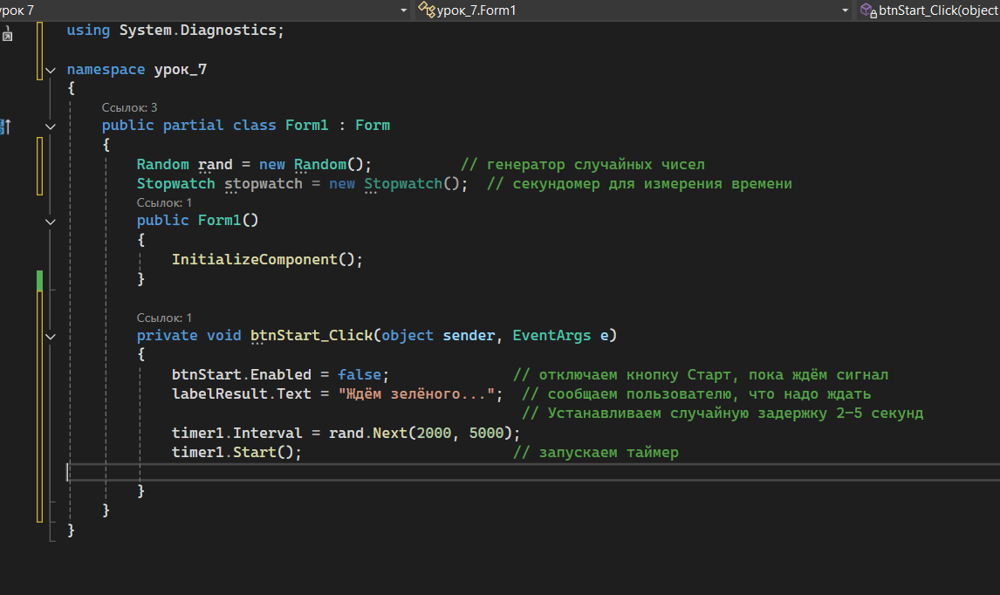 урок 7 урок_7.Form1 btnStart_Click(object
using System.Diagnostics;
namespace урок_7
{
Ссылок: 3
public partial class Form1 : Form
{
Random rand = new Random(); // генератор случайных чисел
Stopwatch stopwatch = new Stopwatch(); // секундомер для измерения времени
Ссылок: 1
public Form1()
{
InitializeComponent();
}
Ссылок: 1
private void btnStart_Click(object sender, EventArgs e)
{
btnStart.Enabled = false; // отключаем кнопку Старт, пока ждём сигнал
labelResult.Text = "Ждём зелёного..."; // сообщаем пользователю, что надо ждать
// Устанавливаем случайную задержку 2-5 секунд
timer1.Interval = rand.Next(2000, 5000);
timer1.Start(); // запускаем таймер
}
}
}